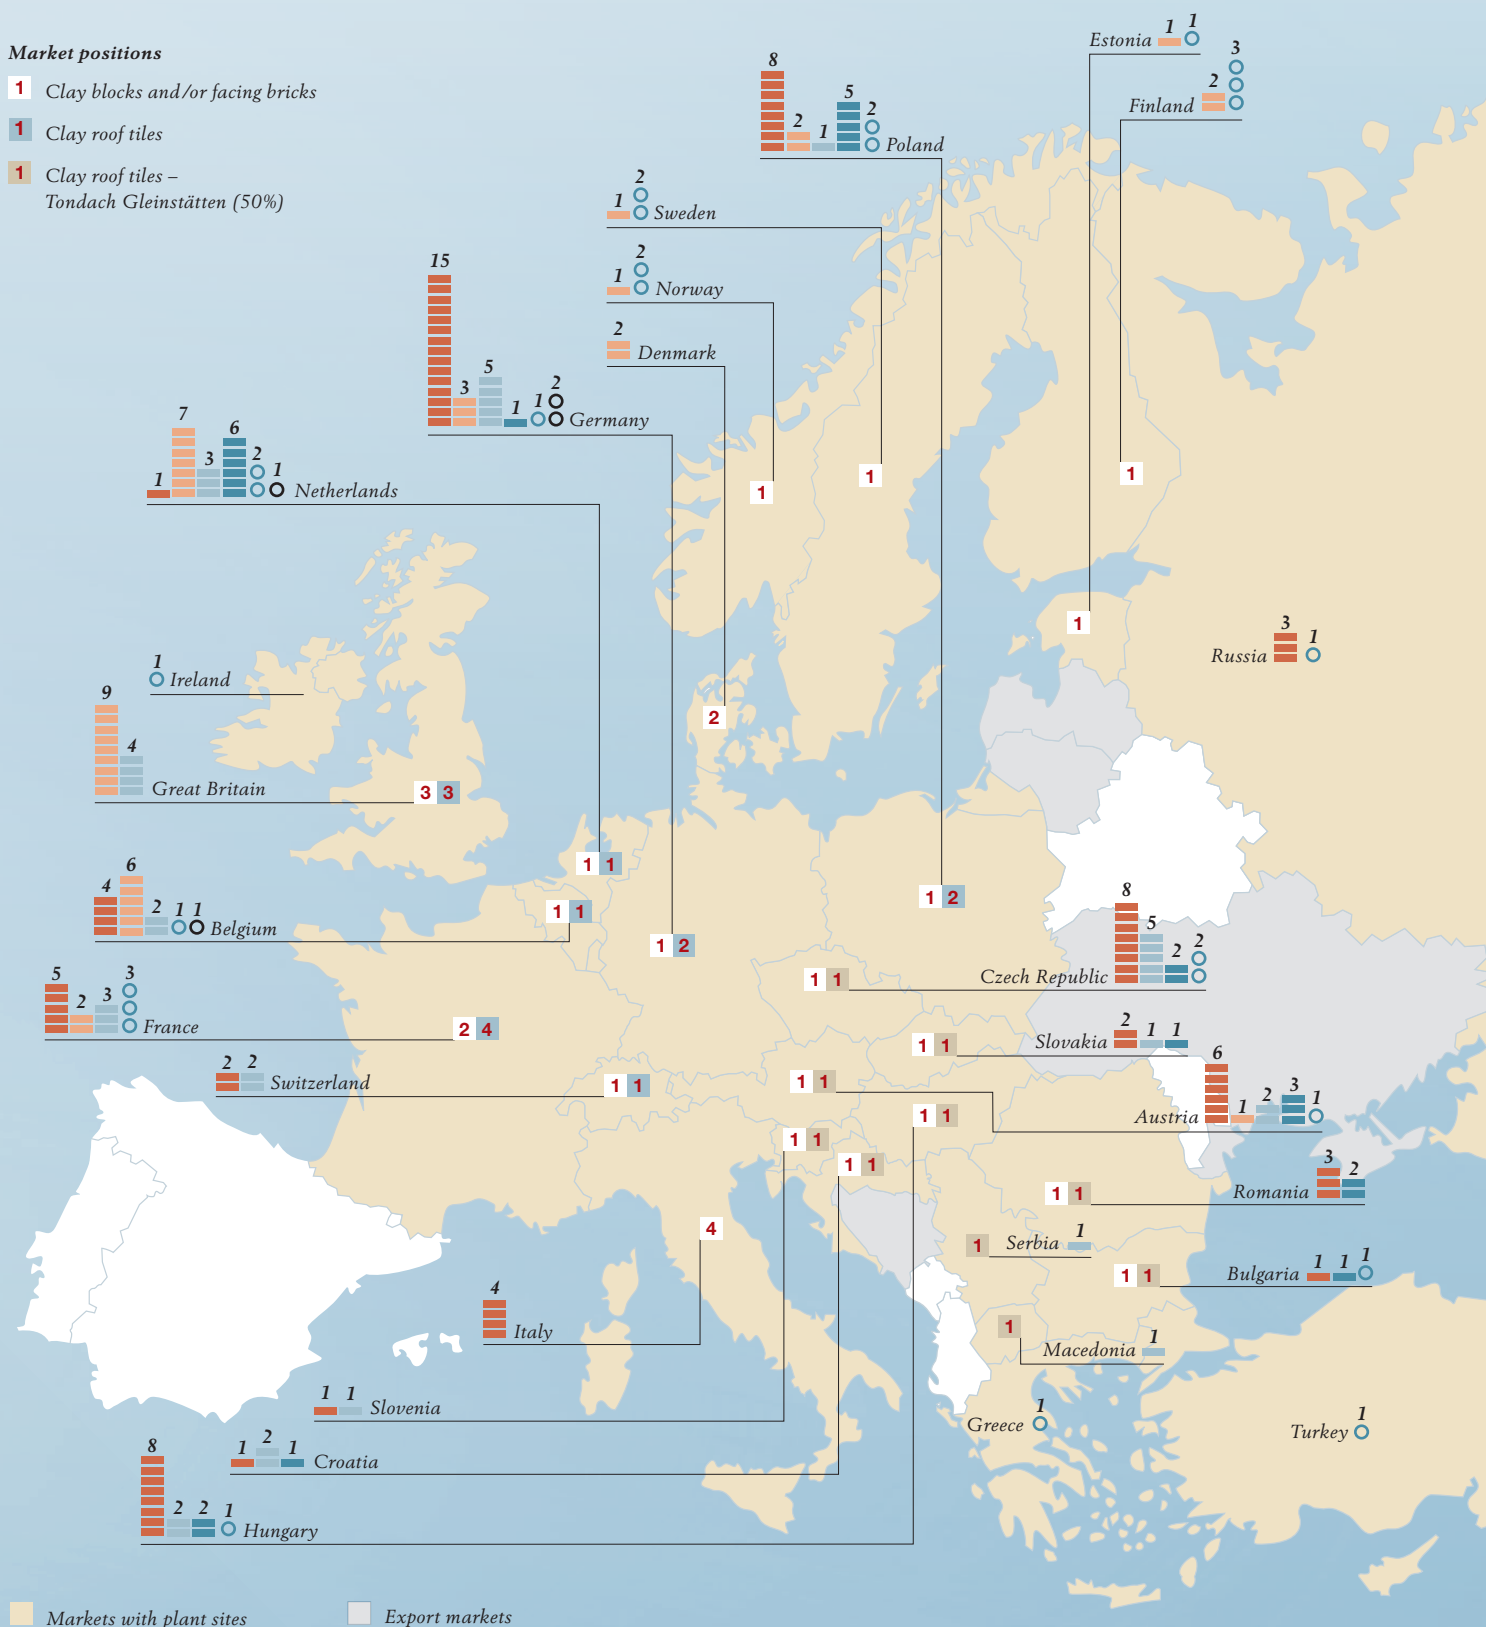 Market positions
1 Clay blocks and/or facing bricks
1 Clay roof tiles
1 Clay roof tiles –
Tondach Gleinstätten (50%)
Estonia 1 1
Finland 2 3
8 2 1 5 2 Poland
1 2 Sweden
1 2 Norway
2 Denmark
15 3 5 1 1 2 Germany
1 7 3 6 2 1 Netherlands
1
1
1
1
Russia 3 1
1 Ireland
2
9 4 Great Britain
3 3
1 1
4 6 2 1 1 Belgium
1 1
1 2
1 2
Czech Republic 8 5 2 2
1 1
5 2 3 3 France
2 4
Slovakia 2 1 1
1 1
2 2 Switzerland
1 1
1 1
Austria 6 1 2 3 1
1 1
1 1
1 1
Romania 3 2
1 1
4
1 Serbia 1
1 1
Bulgaria 1 1 1
4 Italy
1
Macedonia 1
1 1 Slovenia
Greece 1
Turkey 1
1 2 1 Croatia
8 2 2 1 Hungary
Markets with plant sites
Export markets